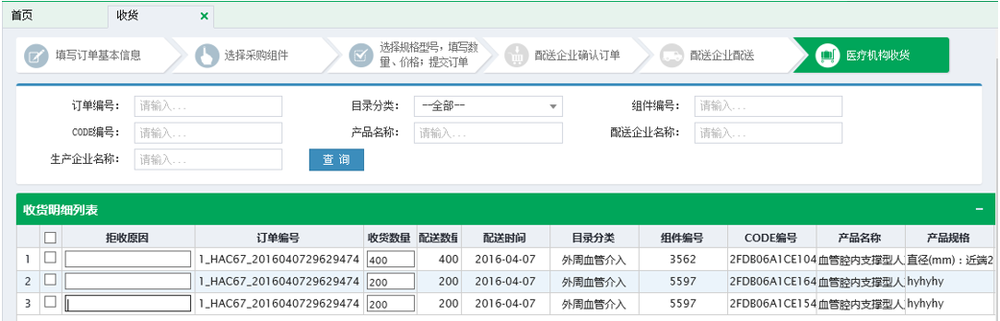 首页 收货 ×
填写订单基本信息 选择采购组件 选择规格型号，填写数量、价格；提交订单 配送企业确认订单 配送企业配送 医疗机构收货
订单编号： 请输入... 目录分类： --全部-- 组件编号： 请输入...
CODE编号： 请输入... 产品名称： 请输入... 配送企业名称： 请输入...
生产企业名称： 请输入... 查 询
收货明细列表
拒收原因 订单编号 收货数量 配送数量 配送时间 目录分类 组件编号 CODE编号 产品名称 产品规格
1 1_HAC67_2016040729629474 400 400 2016-04-07 外周血管介入 3562 2FDB06A1CE104 血管腔内支撑型人 直径(mm)：近端2
2 1_HAC67_2016040729629474 200 200 2016-04-07 外周血管介入 5597 2FDB06A1CE164 血管腔内支撑型人 hyhyhy
3 1_HAC67_2016040729629474 200 200 2016-04-07 外周血管介入 5597 2FDB06A1CE154 血管腔内支撑型人 hyhyhy